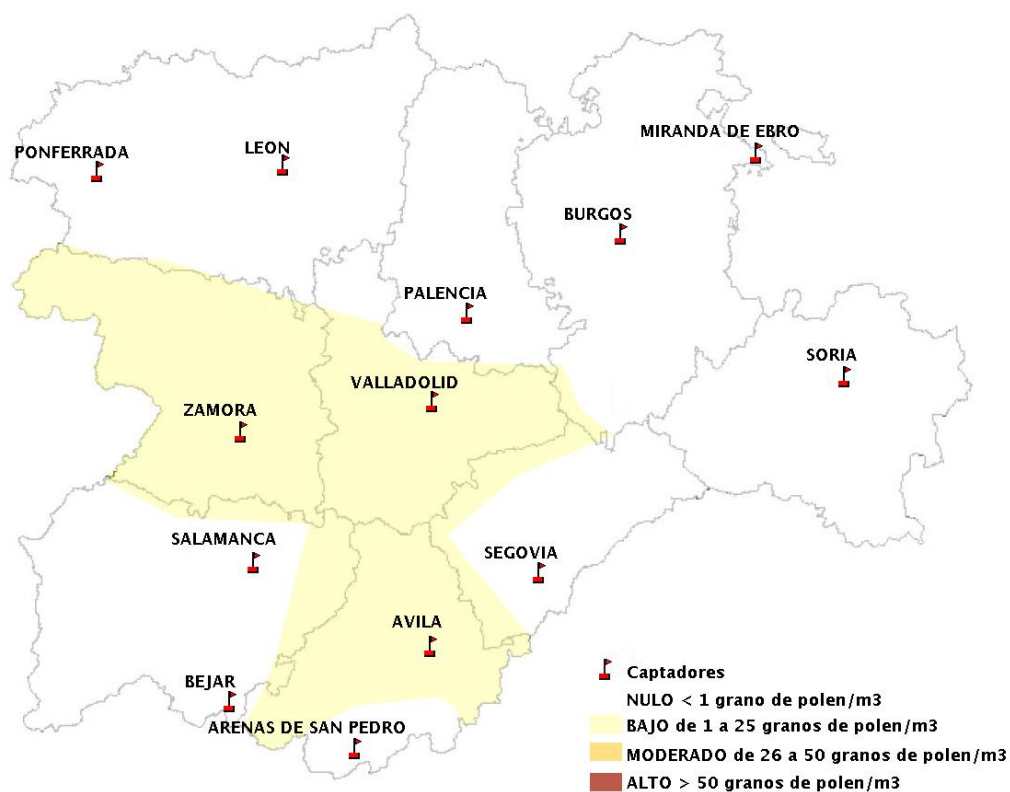 MIRANDA DE EBRO
PONFERRADA
LEON
BURGOS
PALENCIA
SORIA
VALLADOLID
ZAMORA
SALAMANCA
SEGOVIA
AVILA
BEJAR
ARENAS DE SAN PEDRO
Captadores
NULO < 1 grano de polen/m3
BAJO de 1 a 25 granos de polen/m3
MODERADO de 26 a 50 granos de polen/m3
ALTO > 50 granos de polen/m3